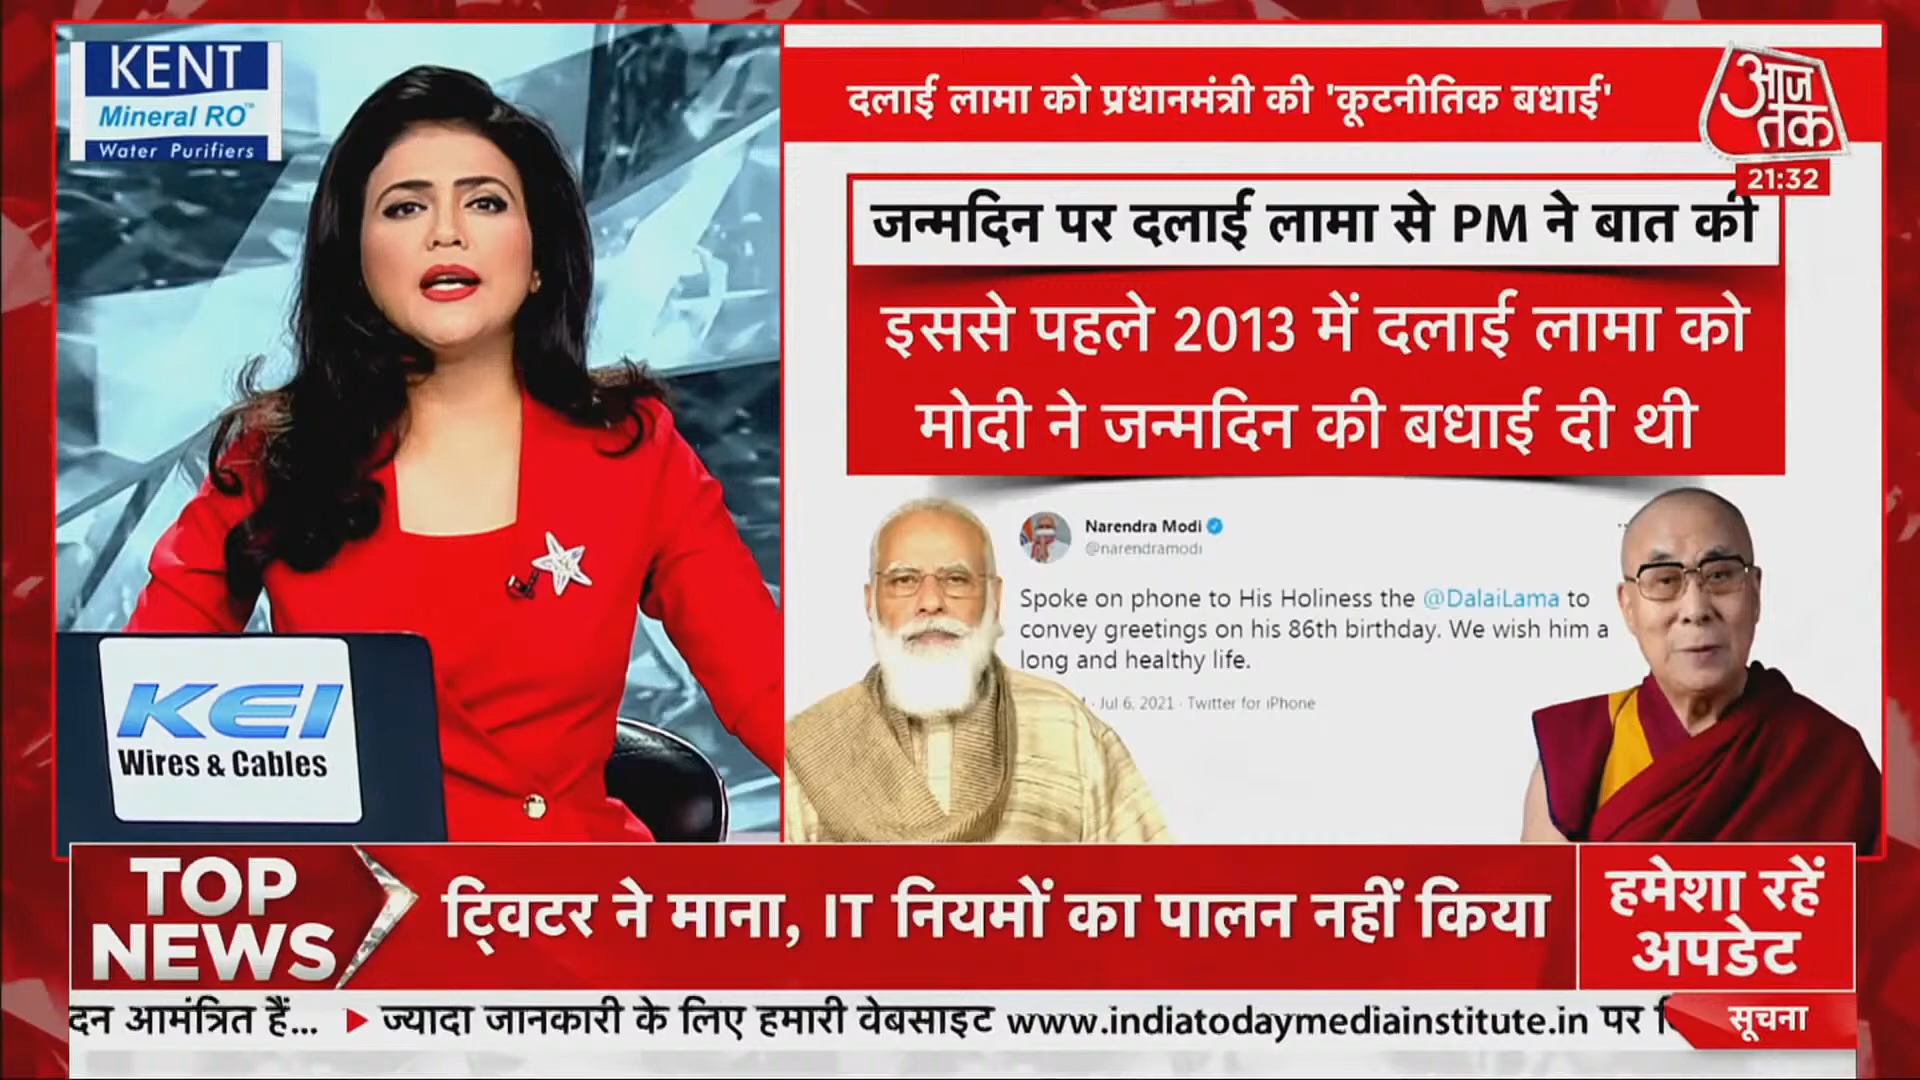 KENT
Mineral RO™
Water Purifiers
दलाई लामा को प्रधानमंत्री की 'कूटनीतिक बधाई'
आज
तक
21:32
जन्मदिन पर दलाई लामा से PM ने बात की
इससे पहले 2013 में दलाई लामा को
मोदी ने जन्मदिन की बधाई दी थी
Narendra Modi
@narendramodi
Spoke on phone to His Holiness the @DalaiLama to
convey greetings on his 86th birthday. We wish him a
long and healthy life.
· Jul 6, 2021 · Twitter for iPhone
KEI
Wires & Cables
TOP
NEWS
ट्विटर ने माना, IT नियमों का पालन नहीं किया
हमेशा रहें
अपडेट
आमंत्रित हैं... ज्यादा जानकारी के लिए हमारी वेबसाइट www.indiatodaymediainstitute.in पर
सूचना